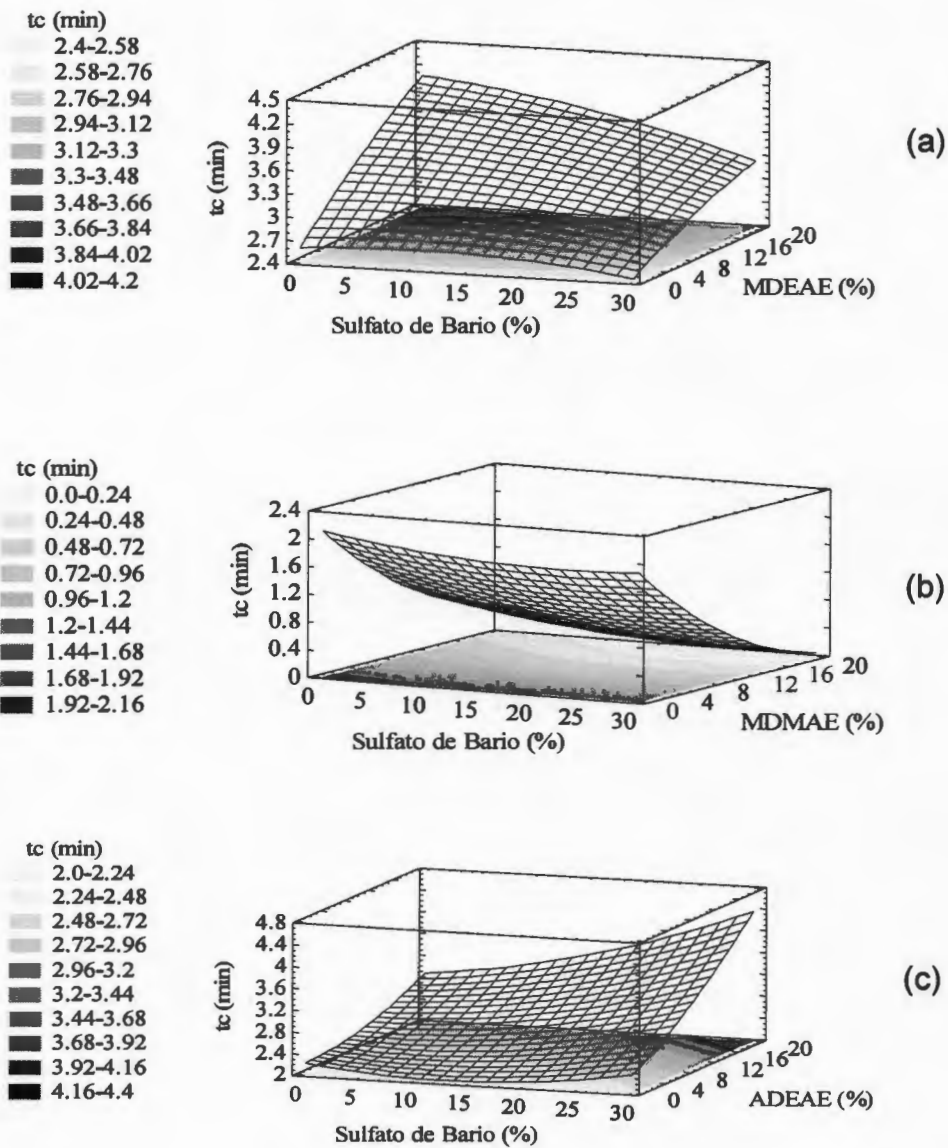 tc (min)
2.4-2.58
2.58-2.76
2.76-2.94
2.94-3.12
3.12-3.3
3.3-3.48
3.48-3.66
3.66-3.84
3.84-4.02
4.02-4.2
tc (min)
4.5
4.2
3.9
3.6
3.3
3
2.7
2.4
0 5 10 15 20 25 30
Sulfato de Bario (%)
0 4 8 12 16 20
MDEAE (%)
(a)
tc (min)
0.0-0.24
0.24-0.48
0.48-0.72
0.72-0.96
0.96-1.2
1.2-1.44
1.44-1.68
1.68-1.92
1.92-2.16
tc (min)
2.4
2
1.6
1.2
0.8
0.4
0
0 5 10 15 20 25 30
Sulfato de Bario (%)
0 4 8 12 16 20
MDMAE (%)
(b)
tc (min)
2.0-2.24
2.24-2.48
2.48-2.72
2.72-2.96
2.96-3.2
3.2-3.44
3.44-3.68
3.68-3.92
3.92-4.16
4.16-4.4
tc (min)
4.8
4.4
4
3.6
3.2
2.8
2.4
2
0 5 10 15 20 25 30
Sulfato de Bario (%)
0 4 8 12 16 20
ADEAE (%)
(c)